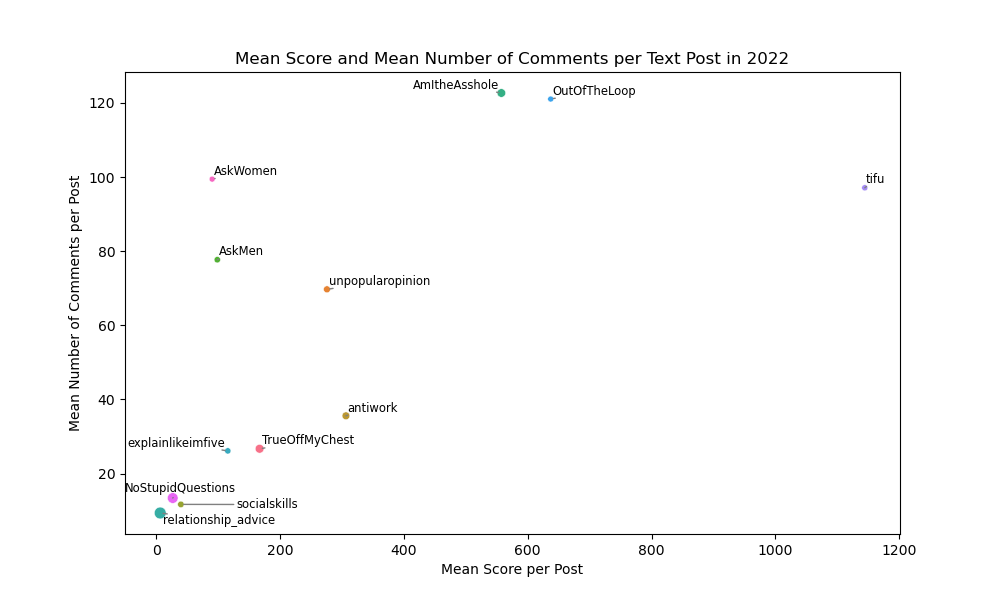 Mean Score and Mean Number of Comments per Text Post in 2022
Mean Number of Comments per Post
120
100
80
60
40
20
AmItheAsshole
OutOfTheLoop
AskWomen
tifu
AskMen
unpopularopinion
antiwork
explainlikeimfive
TrueOffMyChest
NoStupidQuestions
socialskills
relationship_advice
0
200
400
600
800
1000
1200
Mean Score per Post